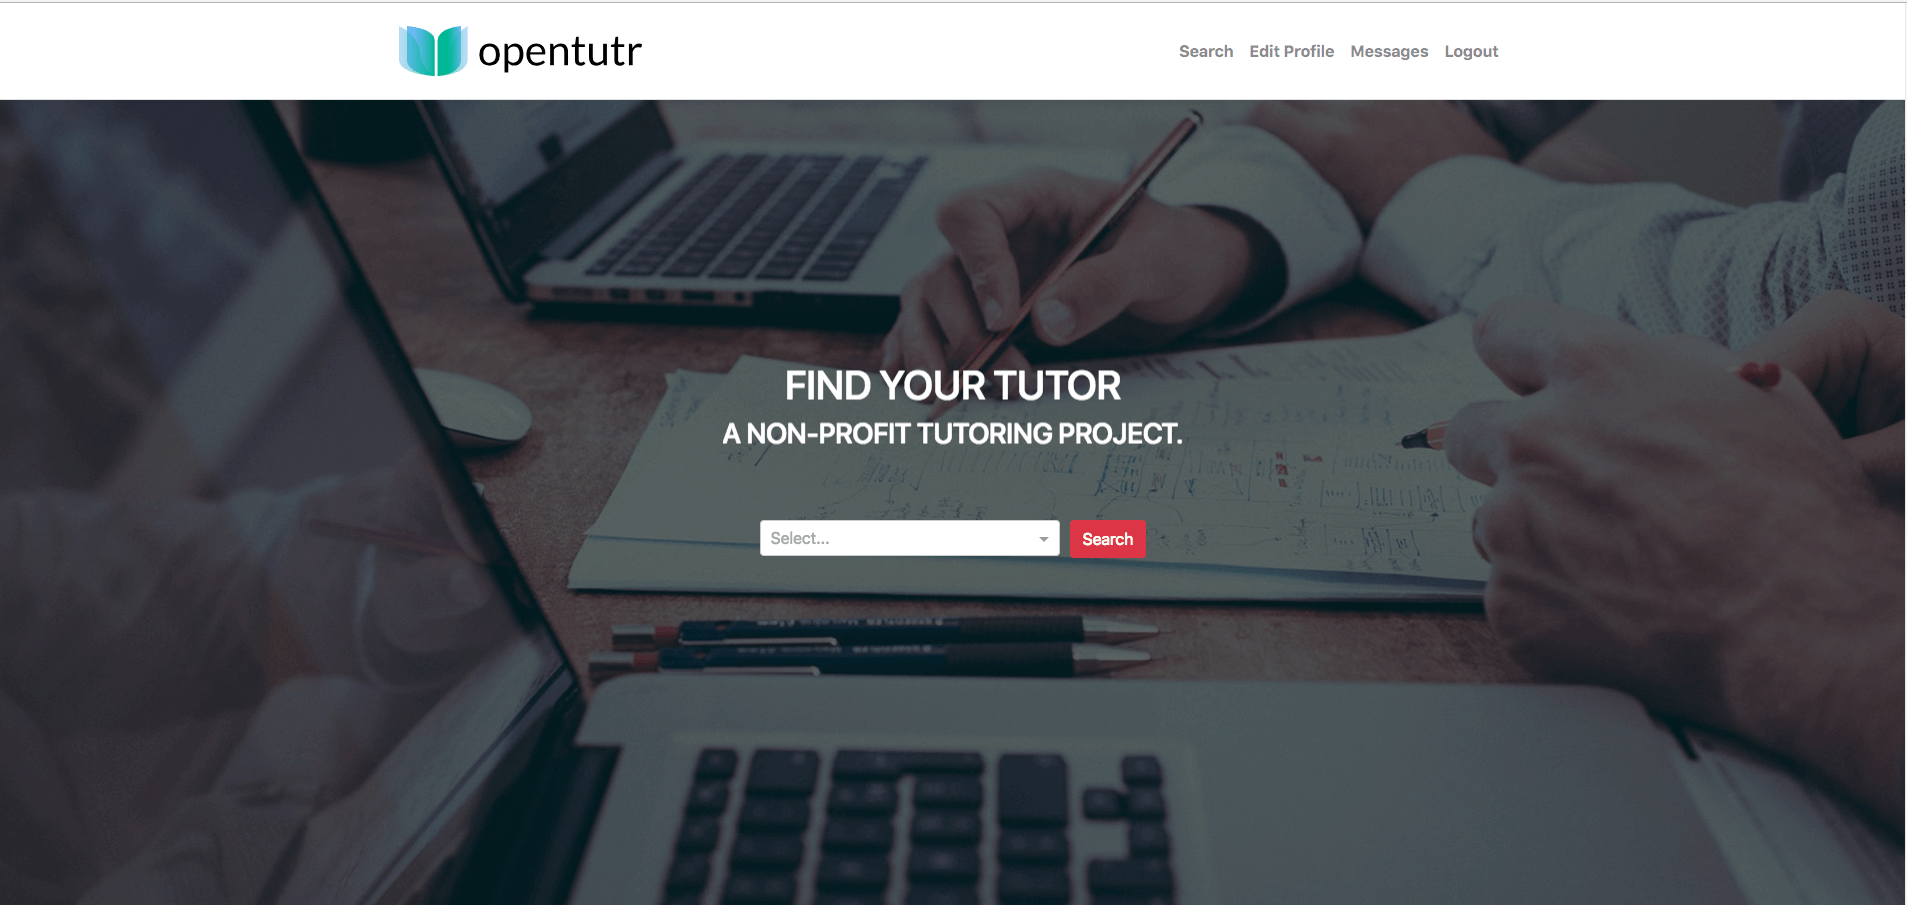 opentutr
Search Edit Profile Messages Logout
FIND YOUR TUTOR
A NON-PROFIT TUTORING PROJECT.
Select...
Search